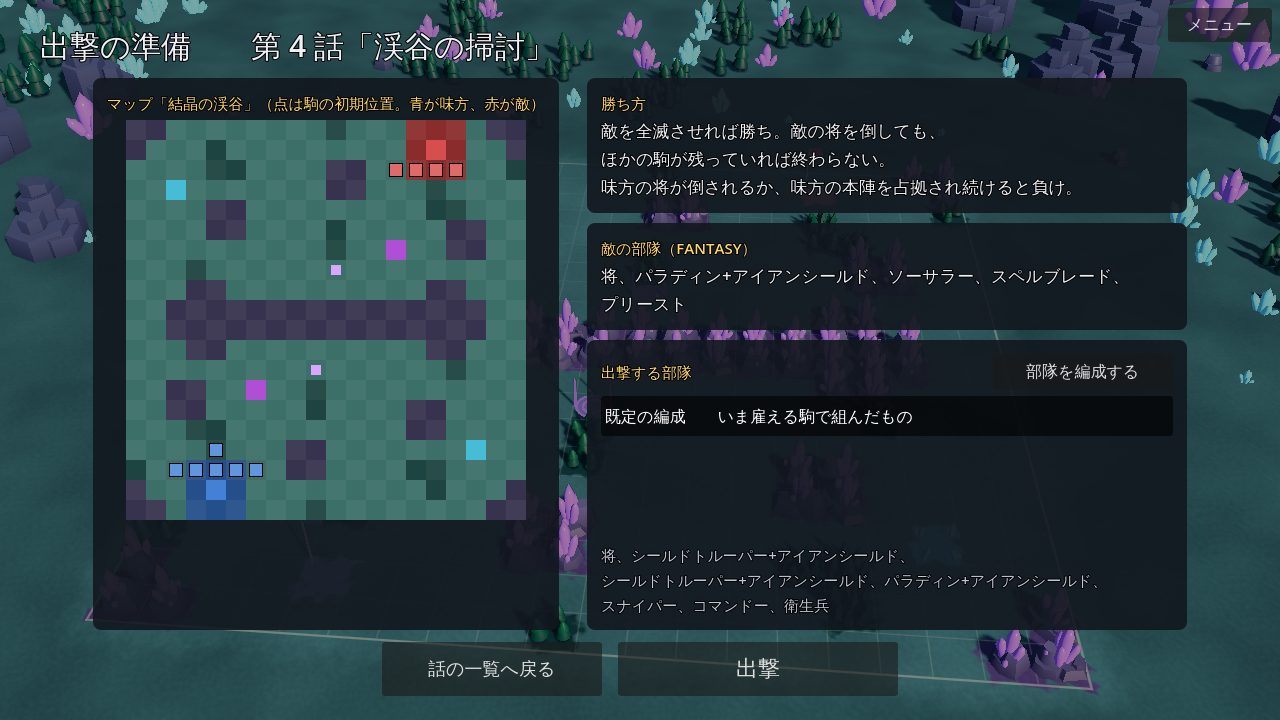 出撃の準備　　第４話「渓谷の掃討」
メニュー
マップ「結晶の渓谷」（点は駒の初期位置。青が味方、赤が敵）
勝ち方
敵を全滅させれば勝ち。敵の将を倒しても、
ほかの駒が残っていれば終わらない。
味方の将が倒されるか、味方の本陣を占拠され続けると負け。
敵の部隊（FANTASY）
将、パラディン+アイアンシールド、ソーサラー、スペルブレード、
プリースト
出撃する部隊
部隊を編成する
既定の編成　　いま雇える駒で組んだもの
将、シールドトルーパー+アイアンシールド、
シールドトルーパー+アイアンシールド、パラディン+アイアンシールド、
スナイパー、コマンドー、衛生兵
話の一覧へ戻る
出撃